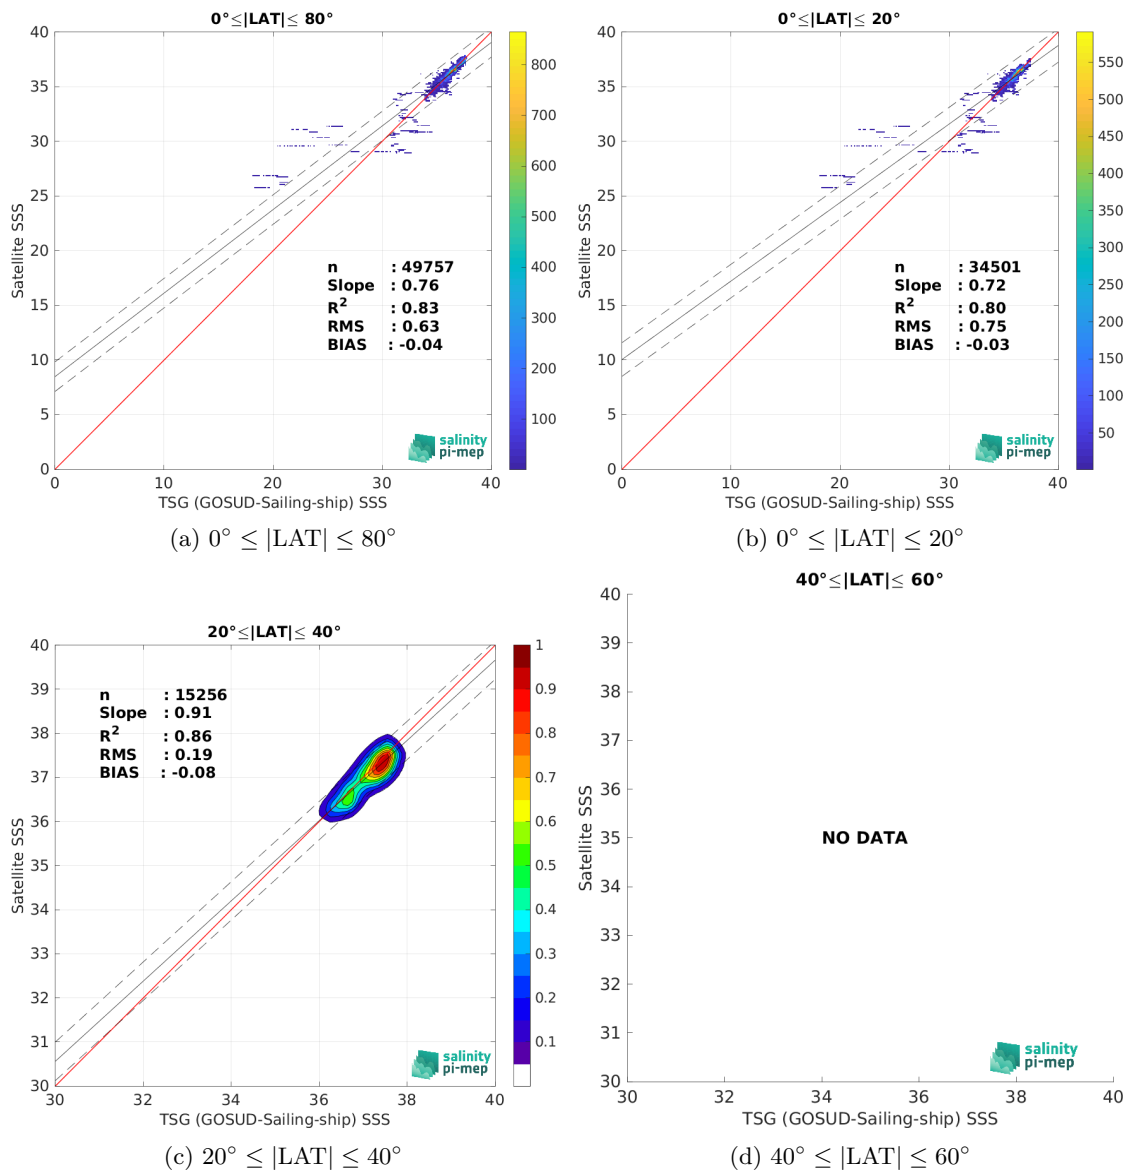 0°≤|LAT|≤ 80°
40
35
30
25
20
15
10
5
0
Satellite SSS
n : 49757
Slope : 0.76
R² : 0.83
RMS : 0.63
BIAS : -0.04
salinity
pi-mep
0 10 20 30 40
TSG (GOSUD-Sailing-ship) SSS
800
700
600
500
400
300
200
100
(a) 0° ≤ |LAT| ≤ 80°
0°≤|LAT|≤ 20°
40
35
30
25
20
15
10
5
0
Satellite SSS
n : 34501
Slope : 0.72
R² : 0.80
RMS : 0.75
BIAS : -0.03
salinity
pi-mep
0 10 20 30 40
TSG (GOSUD-Sailing-ship) SSS
550
500
450
400
350
300
250
200
150
100
50
(b) 0° ≤ |LAT| ≤ 20°
20°≤|LAT|≤ 40°
40
39
38
37
36
35
34
33
32
31
30
Satellite SSS
n : 15256
Slope : 0.91
R² : 0.86
RMS : 0.19
BIAS : -0.08
salinity
pi-mep
30 32 34 36 38 40
TSG (GOSUD-Sailing-ship) SSS
1
0.9
0.8
0.7
0.6
0.5
0.4
0.3
0.2
0.1
(c) 20° ≤ |LAT| ≤ 40°
40°≤|LAT|≤ 60°
40
39
38
37
36
35
34
33
32
31
30
Satellite SSS
NO DATA
salinity
pi-mep
30 32 34 36 38 40
TSG (GOSUD-Sailing-ship) SSS
(d) 40° ≤ |LAT| ≤ 60°